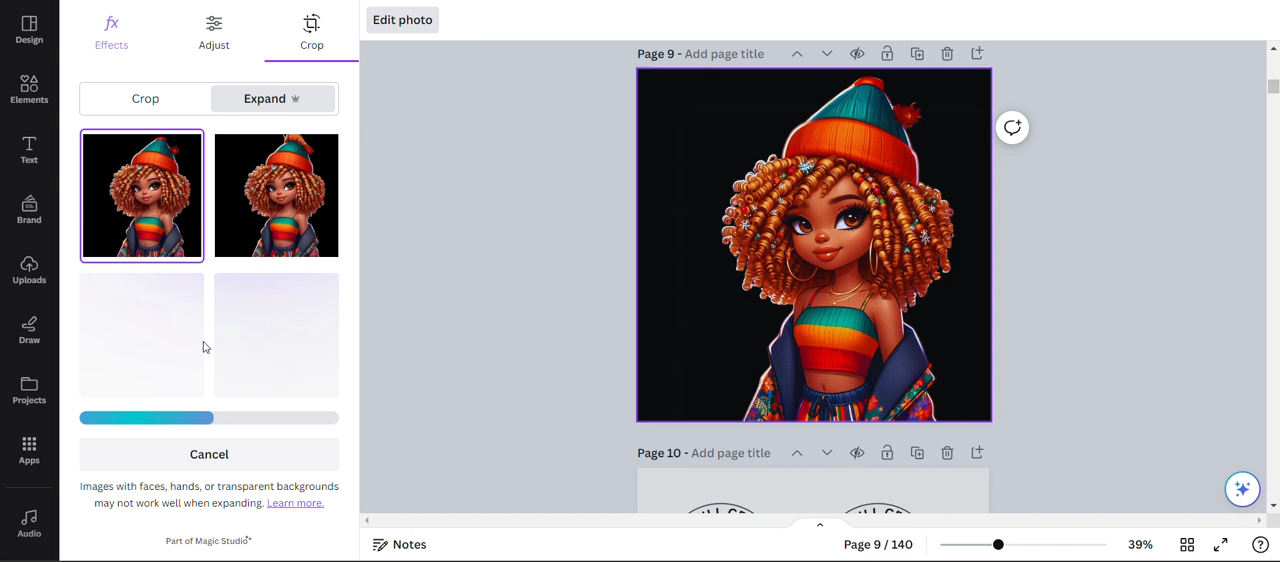 Design
Elements
Text
CO.
Brand
Uploads
Draw
Projects
Apps
Audio
fx
Effects
Adjust
Crop
Crop
Expand
Cancel
Images with faces, hands, or transparent backgrounds
may not work well when expanding. Learn more.
Part of Magic Studio
Edit photo
Page 9 - Add page title
Page 10 - Add page title
Notes
Page 9 / 140
39%